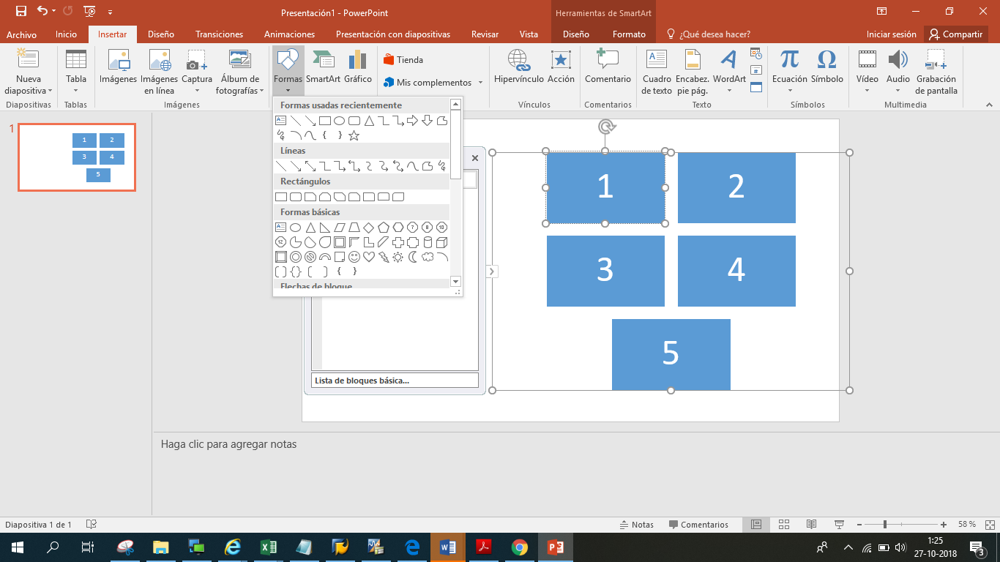 Presentación1 - PowerPoint
Herramientas de SmartArt
Archivo Inicio Insertar Diseño Transiciones Animaciones Presentación con diapositivas Revisar Vista Diseño Formato ¿Qué desea hacer? Iniciar sesión Compartir
Nueva diapositiva
Tabla
Imágenes
Imágenes en línea
Captura
Álbum de fotografías
Formas
SmartArt
Gráfico
Tienda
Mis complementos
Hipervínculo
Acción
Comentario
Cuadro de texto
Encabez. pie pág.
WordArt
Ecuación
Símbolo
Vídeo
Audio
Grabación de pantalla
Diapositivas Tablas Imágenes Vínculos Comentarios Texto Símbolos Multimedia
Formas usadas recientemente
Líneas
Rectángulos
Formas básicas
7 8 10
12
Flechas de bloque
1
1 2
3 4
5
1 2
3 4
5
Lista de bloques básica...
Haga clic para agregar notas
Diapositiva 1 de 1
Notas Comentarios 58 %
1:25
27-10-2018
3